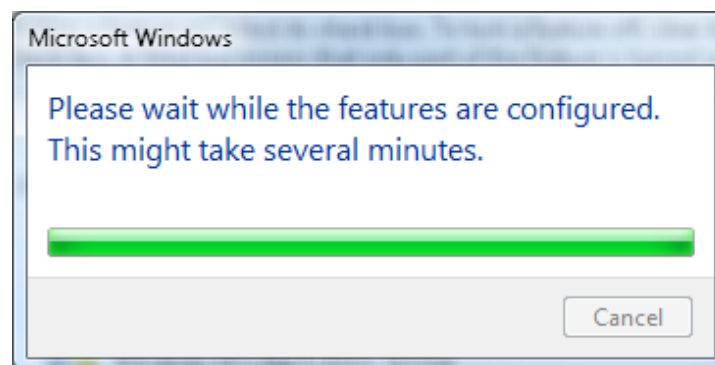 Microsoft Windows
Please wait while the features are configured.
This might take several minutes.
Cancel